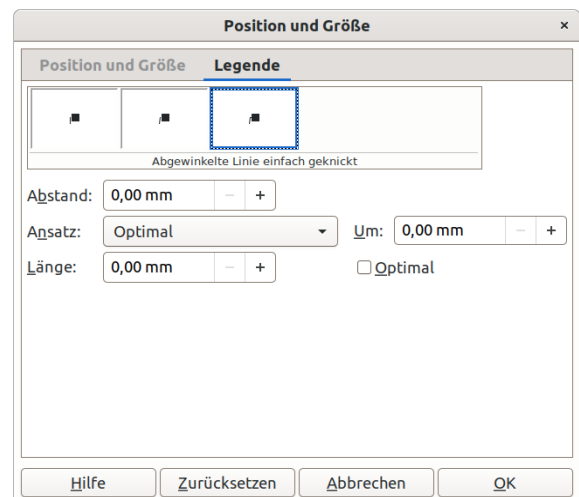 Position und Größe ×
Position und Größe Legende
Abgewinkelte Linie einfach geknickt
Abstand: 0,00 mm − +
Ansatz: Optimal Um: 0,00 mm − +
Länge: 0,00 mm − + Optimal
Hilfe Zurücksetzen Abbrechen OK